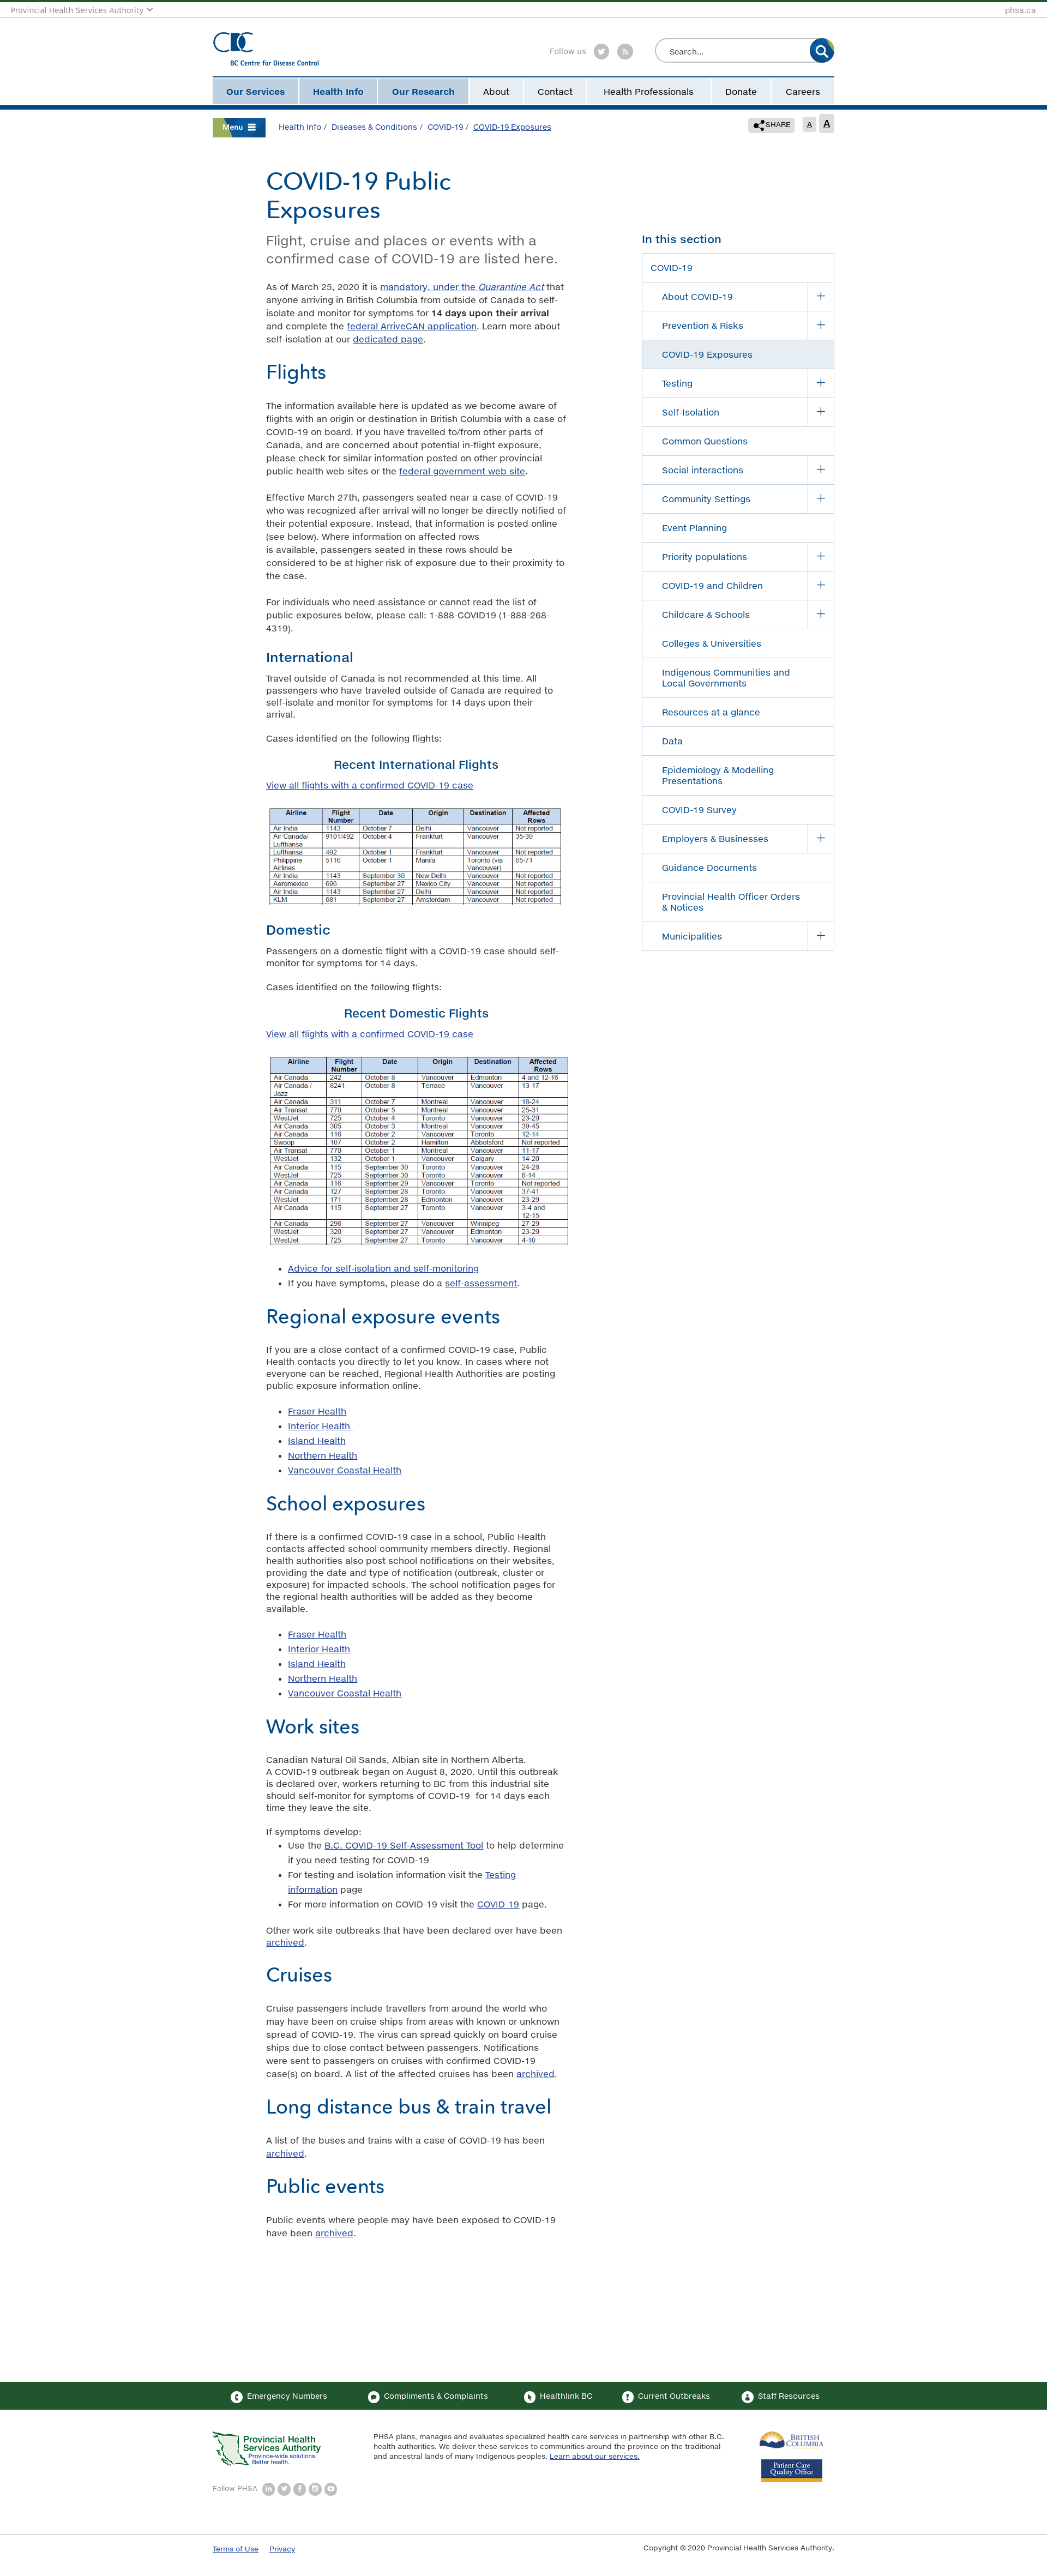 Provincial Health Services Authority
phsa.ca
CDC
BC Centre for Disease Control
Follow us
Search...
Our Services
Health Info
Our Research
About
Contact
Health Professionals
Donate
Careers
Menu
Health Info / Diseases & Conditions / COVID-19 / COVID-19 Exposures
SHARE
A
A
COVID-19 Public
Exposures
Flight, cruise and places or events with a
confirmed case of COVID-19 are listed here.
As of March 25, 2020 it is mandatory, under the Quarantine Act that
anyone arriving in British Columbia from outside of Canada to self-
isolate and monitor for symptoms for 14 days upon their arrival
and complete the federal ArriveCAN application. Learn more about
self-isolation at our dedicated page.
Flights
The information available here is updated as we become aware of
flights with an origin or destination in British Columbia with a case of
COVID-19 on board. If you have travelled to/from other parts of
Canada, and are concerned about potential in-flight exposure,
please check for similar information posted on other provincial
public health web sites or the federal government web site.
Effective March 27th, passengers seated near a case of COVID-19
who was recognized after arrival will no longer be directly notified of
their potential exposure. Instead, that information is posted online
(see below). Where information on affected rows
is available, passengers seated in these rows should be
considered to be at higher risk of exposure due to their proximity to
the case.
For individuals who need assistance or cannot read the list of
public exposures below, please call: 1-888-COVID19 (1-888-268-
4319).
International
Travel outside of Canada is not recommended at this time. All
passengers who have traveled outside of Canada are required to
self-isolate and monitor for symptoms for 14 days upon their
arrival.
Cases identified on the following flights:
Recent International Flights
View all flights with a confirmed COVID-19 case
Airline Flight Number Date Origin Destination Affected Rows
Air India 1143 October 7 Delhi Vancouver Not reported
Air Canada/ Lufthansa 9101/492 October 4 Frankfurt Vancouver 35-39
Lufthansa 492 October 1 Frankfurt Vancouver Not reported
Philippine Airlines 5116 October 1 Manila Toronto (via Vancouver) 65-71
Air India 1143 September 30 New Delhi Vancouver Not reported
Aeromexico 696 September 27 Mexico City Vancouver Not reported
Air India 1143 September 27 Delhi Vancouver Not reported
KLM 681 September 27 Amsterdam Vancouver Not reported
Domestic
Passengers on a domestic flight with a COVID-19 case should self-
monitor for symptoms for 14 days.
Cases identified on the following flights:
Recent Domestic Flights
View all flights with a confirmed COVID-19 case
Airline Flight Number Date Origin Destination Affected Rows
Air Canada 242 October 8 Vancouver Edmonton 4 and 12-16
Air Canada / Jazz 8241 October 8 Terrace Vancouver 13-17
Air Canada 311 October 7 Montreal Vancouver 18-24
Air Transat 770 October 5 Montreal Vancouver 25-31
WestJet 725 October 4 Toronto Vancouver 23-29
Air Canada 305 October 3 Montreal Vancouver 39-45
Air Canada 116 October 2 Vancouver Toronto 12-14
Swoop 107 October 2 Hamilton Abbotsford Not reported
Air Transat 770 October 1 Montreal Vancouver 11-17
WestJet 132 October 1 Vancouver Calgary 14-20
Air Canada 115 September 30 Toronto Vancouver 24-28
WestJet 725 September 30 Toronto Vancouver 8-14
Air Canada 116 September 29 Vancouver Toronto Not reported
Air Canada 127 September 28 Toronto Vancouver 37-41
WestJet 171 September 28 Edmonton Vancouver 23-29
Air Canada 115 September 27 Toronto Vancouver 3-4 and 12-15
Air Canada 296 September 27 Vancouver Winnipeg 27-29
WestJet 320 September 27 Vancouver Edmonton 23-29
WestJet 725 September 27 Toronto Vancouver 4-10
• Advice for self-isolation and self-monitoring
• If you have symptoms, please do a self-assessment.
Regional exposure events
If you are a close contact of a confirmed COVID-19 case, Public
Health contacts you directly to let you know. In cases where not
everyone can be reached, Regional Health Authorities are posting
public exposure information online.
• Fraser Health
• Interior Health
• Island Health
• Northern Health
• Vancouver Coastal Health
School exposures
If there is a confirmed COVID-19 case in a school, Public Health
contacts affected school community members directly. Regional
health authorities also post school notifications on their websites,
providing the date and type of notification (outbreak, cluster or
exposure) for impacted schools. The school notification pages for
the regional health authorities will be added as they become
available.
• Fraser Health
• Interior Health
• Island Health
• Northern Health
• Vancouver Coastal Health
Work sites
Canadian Natural Oil Sands, Albian site in Northern Alberta.
A COVID-19 outbreak began on August 8, 2020. Until this outbreak
is declared over, workers returning to BC from this industrial site
should self-monitor for symptoms of COVID-19 for 14 days each
time they leave the site.
If symptoms develop:
• Use the B.C. COVID-19 Self-Assessment Tool to help determine
if you need testing for COVID-19
• For testing and isolation information visit the Testing
information page
• For more information on COVID-19 visit the COVID-19 page.
Other work site outbreaks that have been declared over have been
archived.
Cruises
Cruise passengers include travellers from around the world who
may have been on cruise ships from areas with known or unknown
spread of COVID-19. The virus can spread quickly on board cruise
ships due to close contact between passengers. Notifications
were sent to passengers on cruises with confirmed COVID-19
case(s) on board. A list of the affected cruises has been archived.
Long distance bus & train travel
A list of the buses and trains with a case of COVID-19 has been
archived.
Public events
Public events where people may have been exposed to COVID-19
have been archived.
In this section
COVID-19
About COVID-19
Prevention & Risks
COVID-19 Exposures
Testing
Self-Isolation
Common Questions
Social interactions
Community Settings
Event Planning
Priority populations
COVID-19 and Children
Childcare & Schools
Colleges & Universities
Indigenous Communities and
Local Governments
Resources at a glance
Data
Epidemiology & Modelling
Presentations
COVID-19 Survey
Employers & Businesses
Guidance Documents
Provincial Health Officer Orders
& Notices
Municipalities
Emergency Numbers
Compliments & Complaints
Healthlink BC
Current Outbreaks
Staff Resources
Provincial Health
Services Authority
Province-wide solutions.
Better health.
Follow PHSA
PHSA plans, manages and evaluates specialized health care services in partnership with other B.C.
health authorities. We deliver these services to communities around the province on the traditional
and ancestral lands of many Indigenous peoples. Learn about our services.
BRITISH
COLUMBIA
Patient Care
Quality Office
Terms of Use
Privacy
Copyright © 2020 Provincial Health Services Authority.